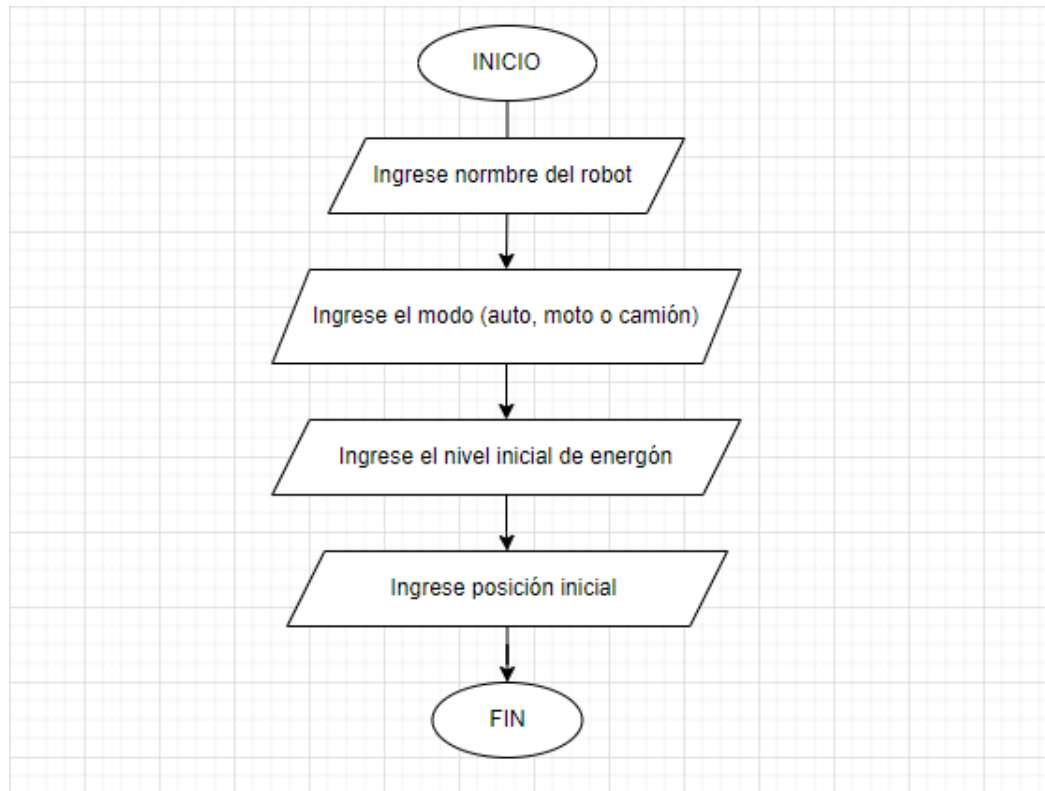 INICIO
Ingrese normbre del robot
Ingrese el modo (auto, moto o camión)
Ingrese el nivel inicial de energón
Ingrese posición inicial
FIN